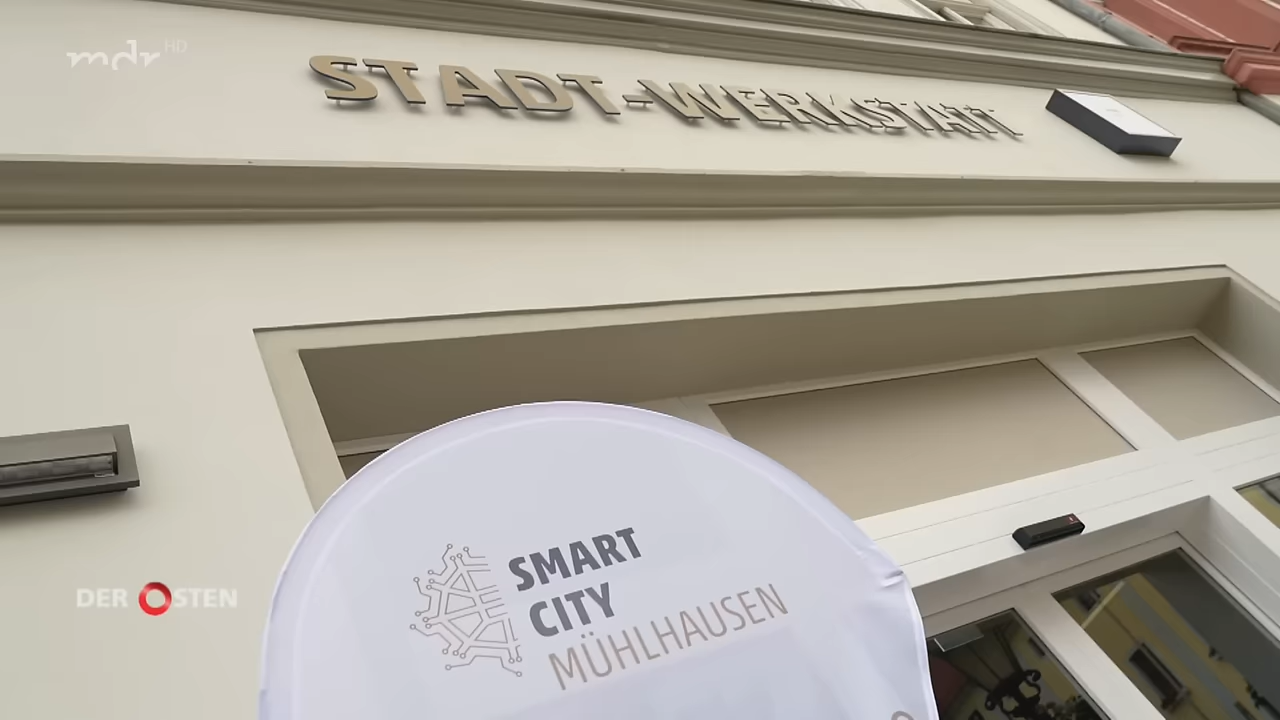 mdr HD
STADT-WERKSTATT
SMART
CITY
MÜHLHAUSEN
DER OSTEN